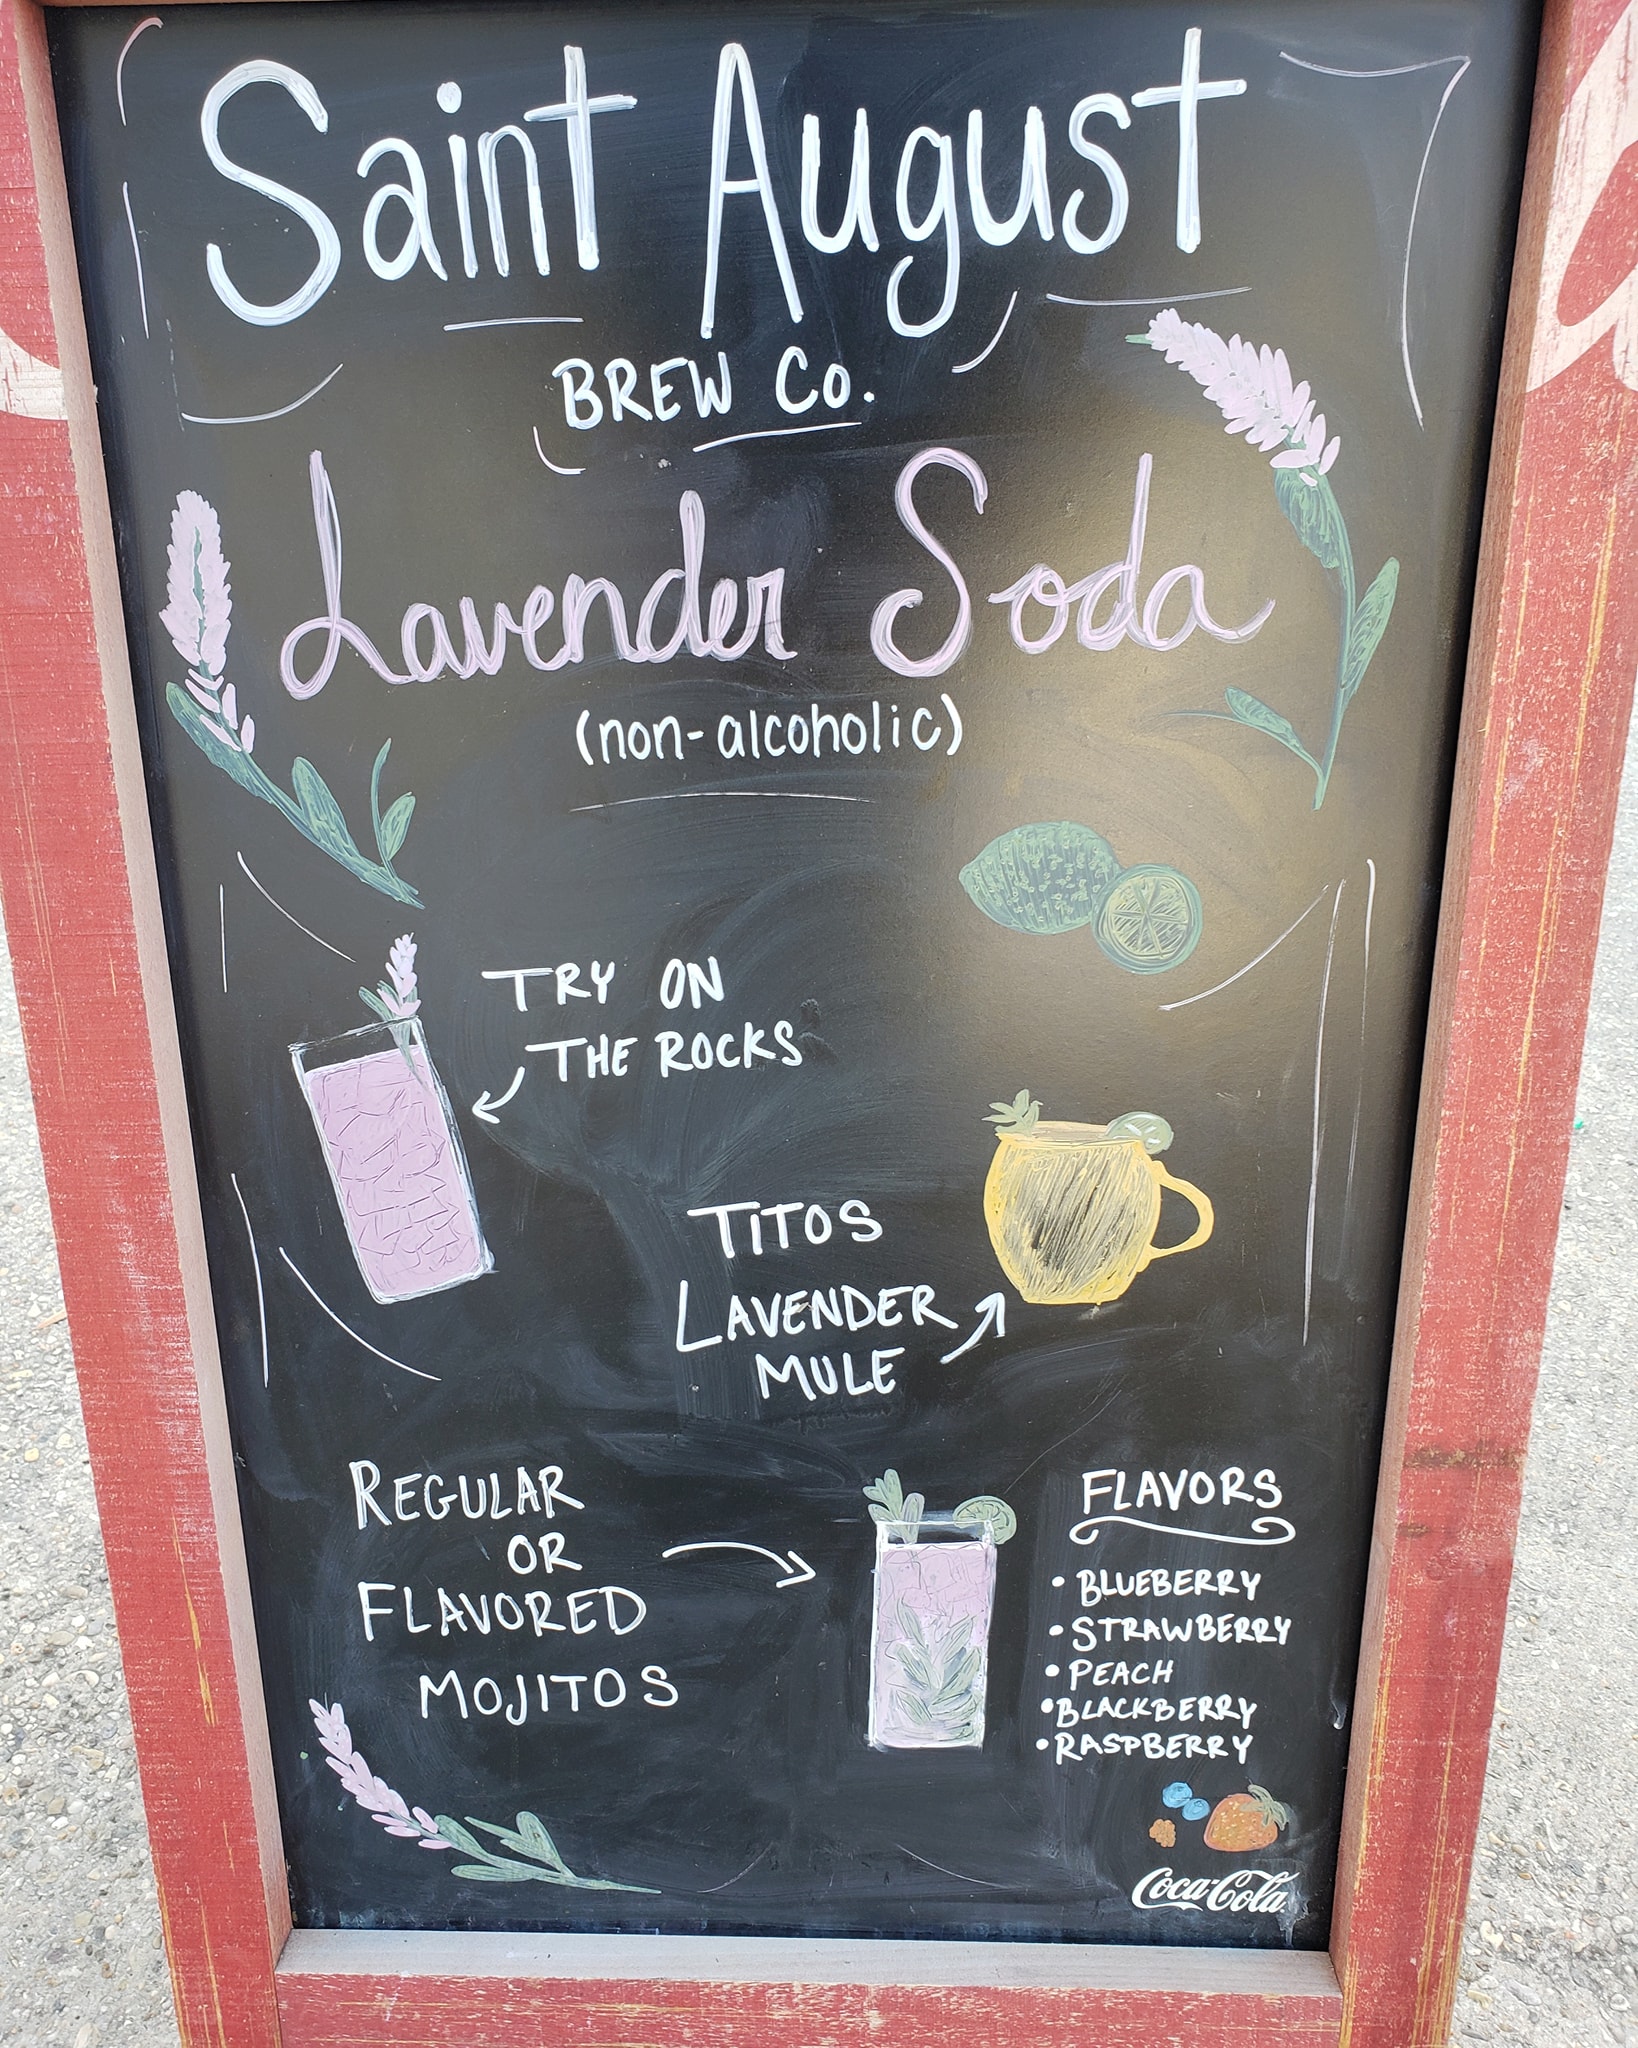 Saint August
BREW Co.
Lavender Soda
(non-alcoholic)
TRY ON
THE ROCKS
TITOS
LAVENDER
MULE
REGULAR
OR
FLAVORED
MOJITOS
FLAVORS
• BLUEBERRY
• STRAWBERRY
• PEACH
• BLACKBERRY
• RASPBERRY
Coca-Cola